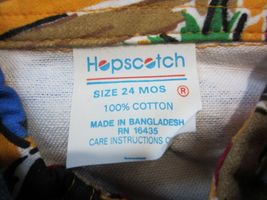 Hopscotch
SIZE 24 MOS ®
100% COTTON
MADE IN BANGLADESH
RN 16435
CARE INSTRUCTIONS O